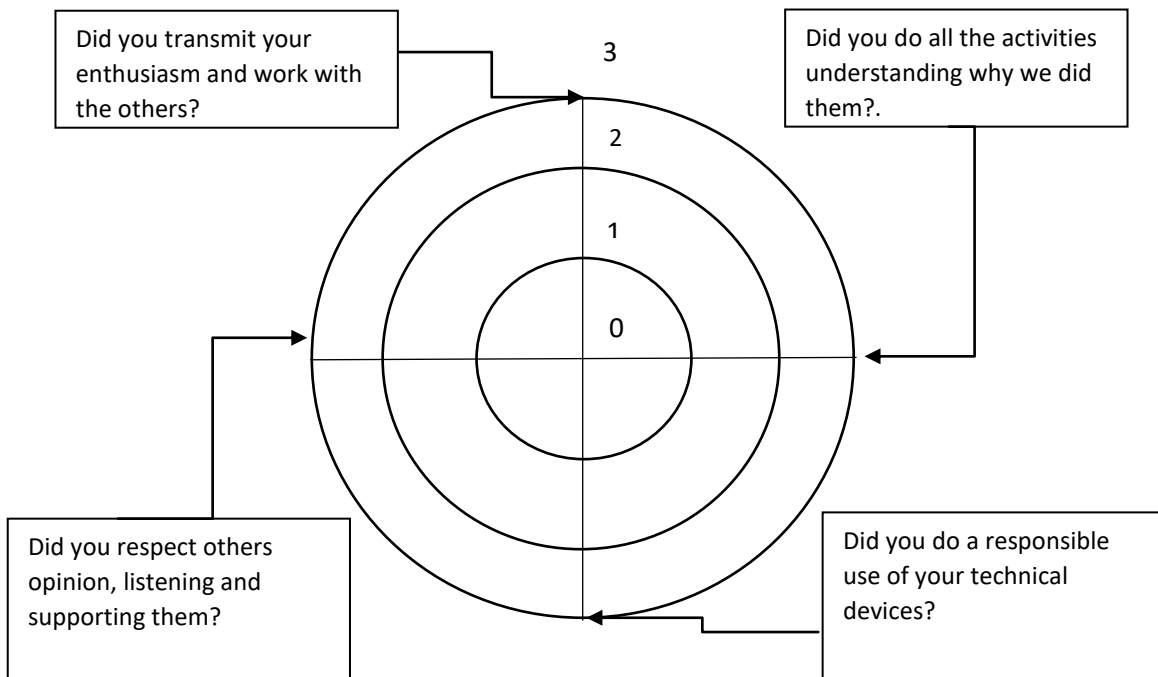 Did you transmit your
enthusiasm and work with
the others?
3
Did you do all the activities
understanding why we did
them?.
2
1
0
Did you respect others
opinion, listening and
supporting them?
Did you do a responsible
use of your technical
devices?